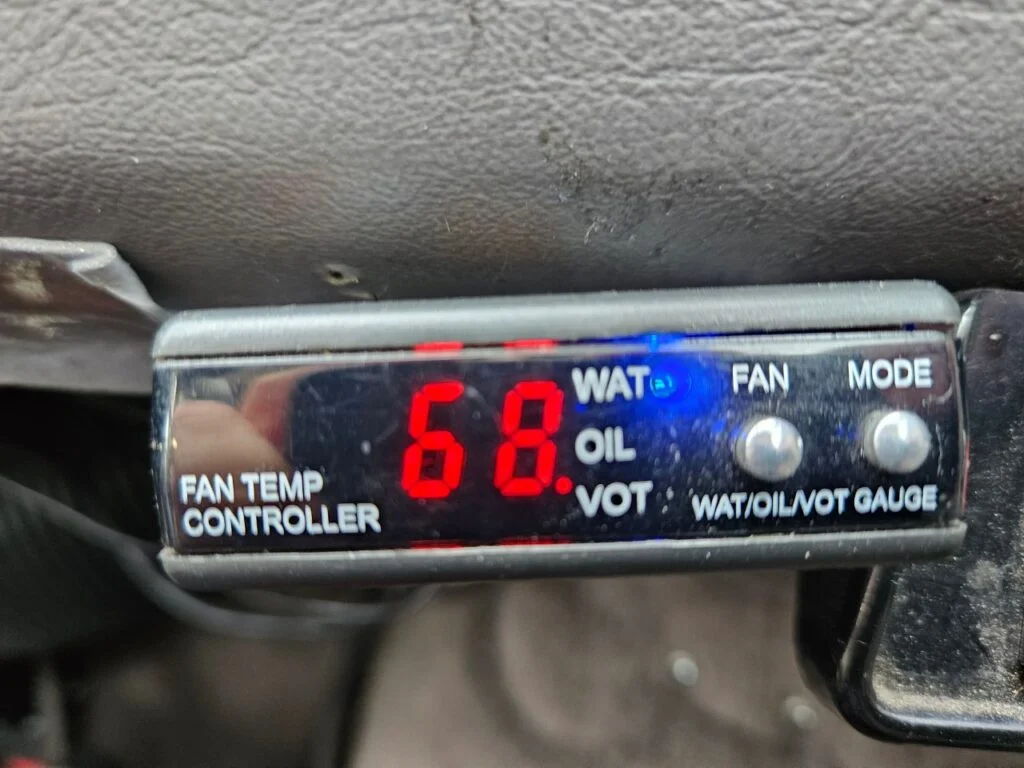 68.
WAT
FAN
MODE
OIL
FAN TEMP
CONTROLLER
VOT
WAT/OIL/VOT GAUGE